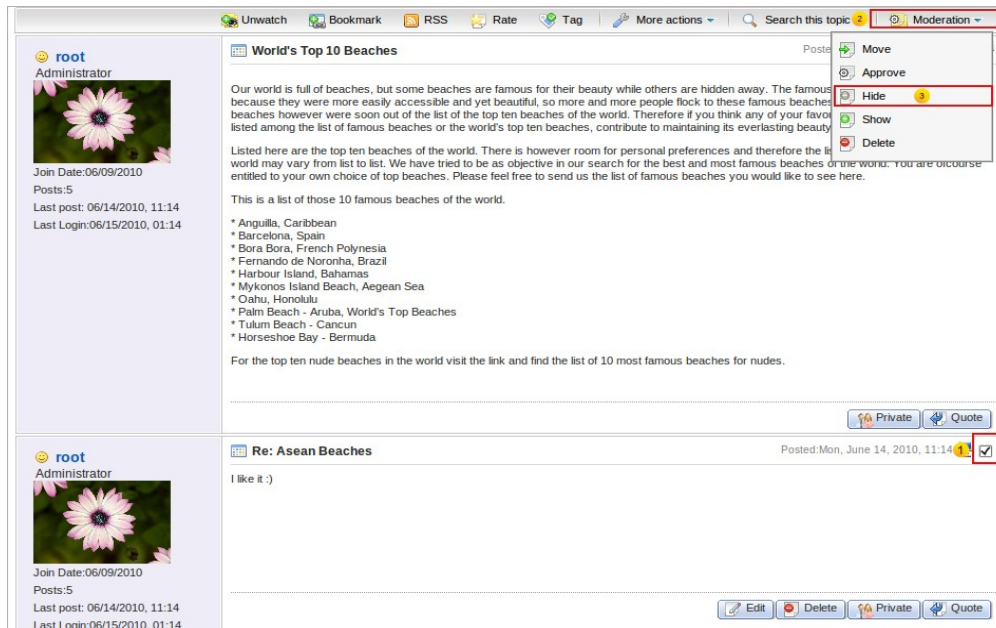 Unwatch Bookmark RSS Rate Tag More actions Search this topic 2 Moderation
root
Administrator
Join Date:06/09/2010
Posts:5
Last post: 06/14/2010, 11:14
Last Login:06/15/2010, 01:14
World's Top 10 Beaches
Poste
Move
Approve
Hide 3
Show
Delete
Our world is full of beaches, but some beaches are famous for their beauty while others are hidden away. The famous
because they were more easily accessible and yet beautiful, so more and more people flock to these famous beaches
beaches however were soon out of the list of the top ten beaches of the world. Therefore if you think any of your favor
listed among the list of famous beaches or the world's top ten beaches, contribute to maintaining its everlasting beauty
Listed here are the top ten beaches of the world. There is however room for personal preferences and therefore the li
world may vary from list to list. We have tried to be as objective in our search for the best and most famous beaches of the world. You are ofcourse
entitled to your own choice of top beaches. Please feel free to send us the list of famous beaches you would like to see here.
This is a list of those 10 famous beaches of the world.
* Anguilla, Caribbean
* Barcelona, Spain
* Bora Bora, French Polynesia
* Fernando de Noronha, Brazil
* Harbour Island, Bahamas
* Mykonos Island Beach, Aegean Sea
* Oahu, Honolulu
* Palm Beach - Aruba, World's Top Beaches
* Tulum Beach - Cancun
* Horseshoe Bay - Bermuda
For the top ten nude beaches in the world visit the link and find the list of 10 most famous beaches for nudes.
Private Quote
root
Administrator
Join Date:06/09/2010
Posts:5
Last post: 06/14/2010, 11:14
Last Login:06/15/2010, 01:14
Re: Asean Beaches
Posted:Mon, June 14, 2010, 11:14 1
I like it :)
Edit Delete Private Quote